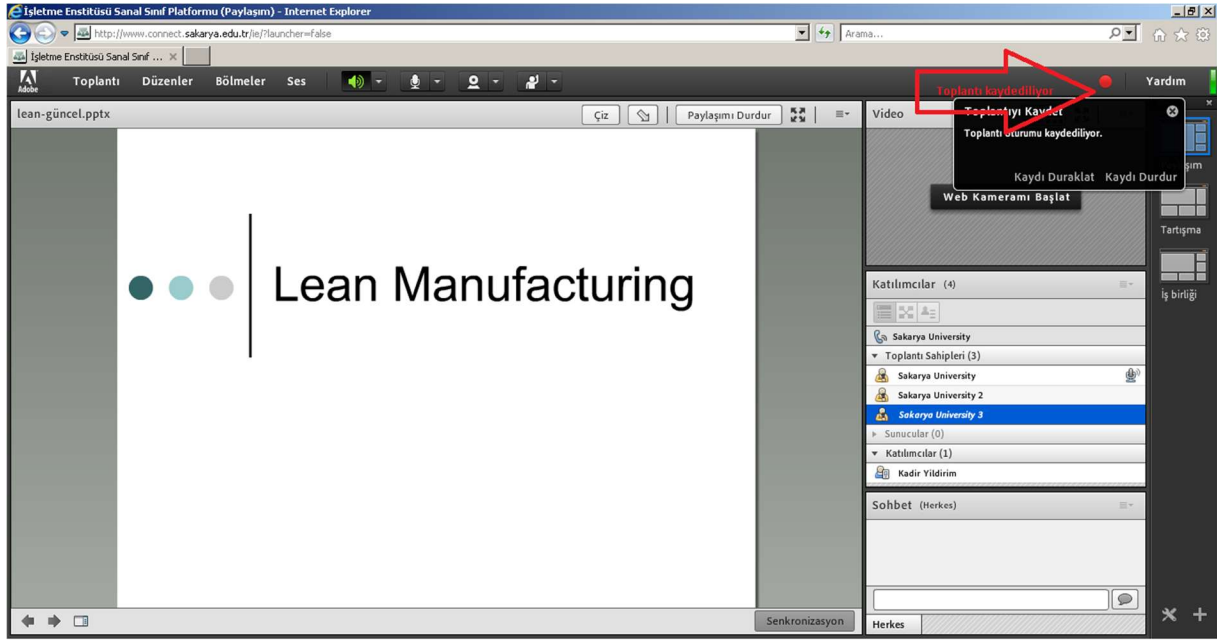 İşletme Enstitüsü Sanal Sınıf Platformu (Paylaşım) - Internet Explorer
http://www.connect.sakarya.edu.tr/ie/?launcher=false
Arama...
İşletme Enstitüsü Sanal Sınıf ...
Adobe
Toplantı Düzenler Bölmeler Ses
Toplantı kaydediliyor
Yardım
lean-güncel.pptx
Çiz
Paylaşımı Durdur
Video
Toplantıyı Kaydet
Toplantı oturumu kaydediliyor.
Kaydı Duraklat Kaydı Durdur
Web Kameramı Başlat
Tartışma
İş birliği
Lean Manufacturing
Katılımcılar (4)
Sakarya University
Toplantı Sahipleri (3)
Sakarya University
Sakarya University 2
Sakarya University 3
Sunucular (0)
Katılımcılar (1)
Kadir Yildirim
Sohbet (Herkes)
Senkronizasyon
Herkes